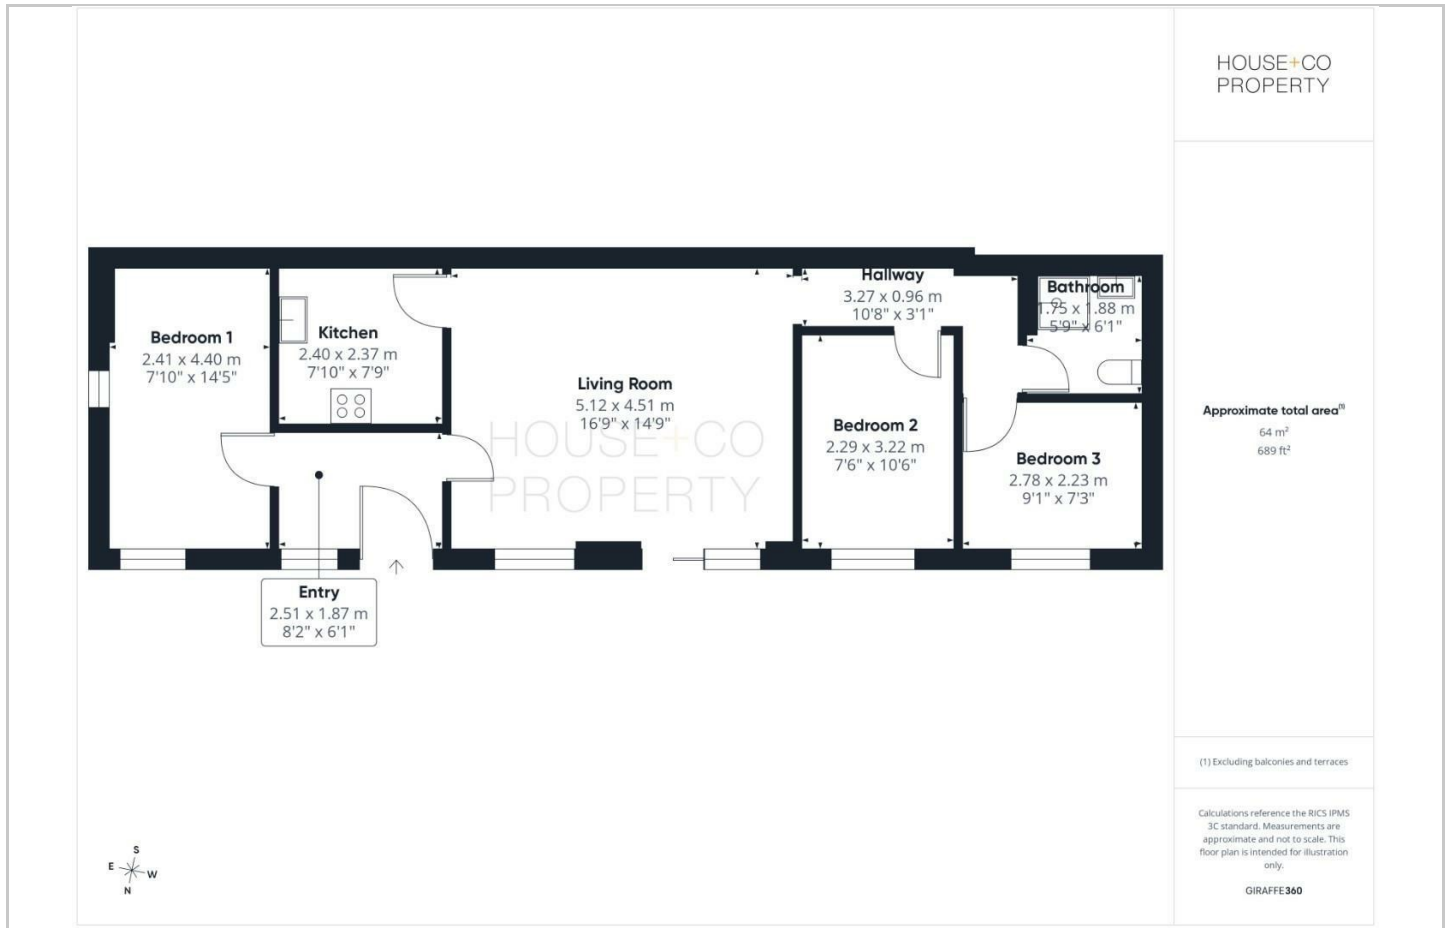 HOUSE+CO
PROPERTY
Bedroom 1
2.41 x 4.40 m
7'10" x 14'5"
Kitchen
2.40 x 2.37 m
7'10" x 7'9"
Living Room
5.12 x 4.51 m
16'9" x 14'9"
HOUSE+CO
PROPERTY
Hallway
3.27 x 0.96 m
10'8" x 3'1"
Bathroom
1.75 x 1.88 m
5'9" x 6'1"
Bedroom 2
2.29 x 3.22 m
7'6" x 10'6"
Bedroom 3
2.78 x 2.23 m
9'1" x 7'3"
Entry
2.51 x 1.87 m
8'2" x 6'1"
Approximate total area⁽¹⁾
64 m²
689 ft²
(1) Excluding balconies and terraces
Calculations reference the RICS IPMS
3C standard. Measurements are
approximate and not to scale. This
floor plan is intended for illustration
only.
GIRAFFE360
S
E
W
N